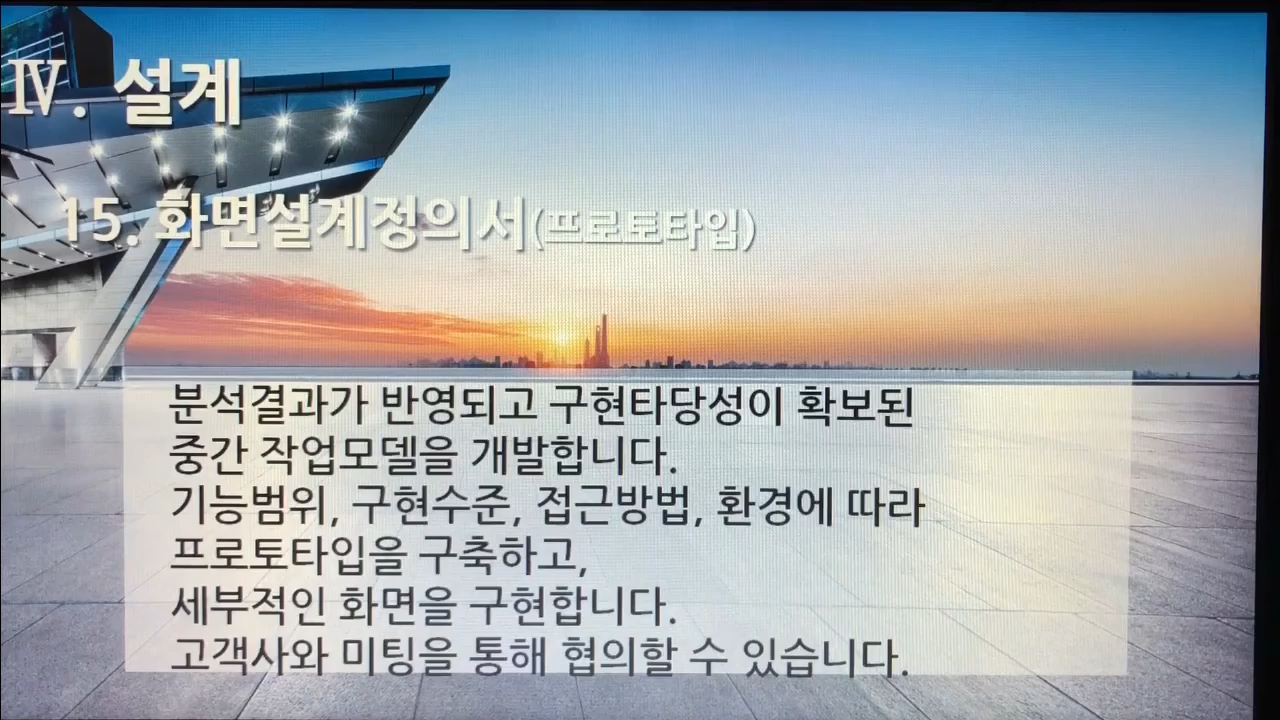 Ⅳ. 설계
15. 화면설계정의서(프로토타입)
분석결과가 반영되고 구현타당성이 확보된
중간 작업모델을 개발합니다.
기능범위, 구현수준, 접근방법, 환경에 따라
프로토타입을 구축하고,
세부적인 화면을 구현합니다.
고객사와 미팅을 통해 협의할 수 있습니다.